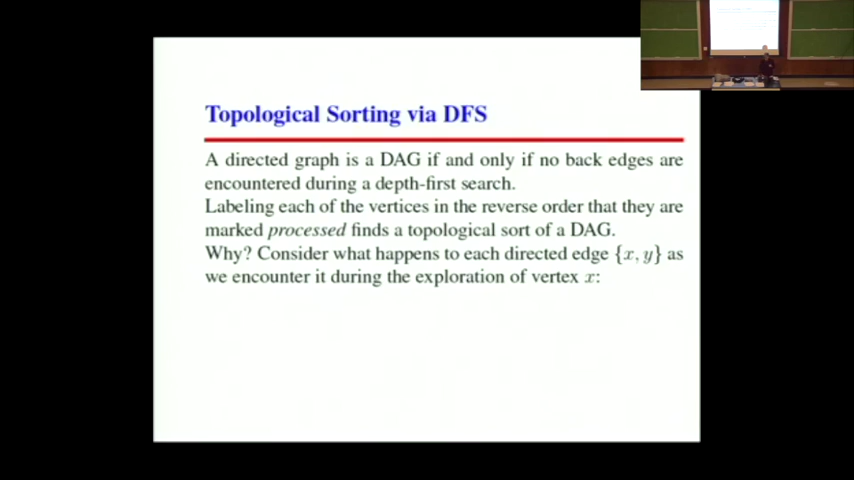 Topological Sorting via DFS
A directed graph is a DAG if and only if no back edges are
encountered during a depth-first search.
Labeling each of the vertices in the reverse order that they are
marked processed finds a topological sort of a DAG.
Why? Consider what happens to each directed edge {x, y} as
we encounter it during the exploration of vertex x: